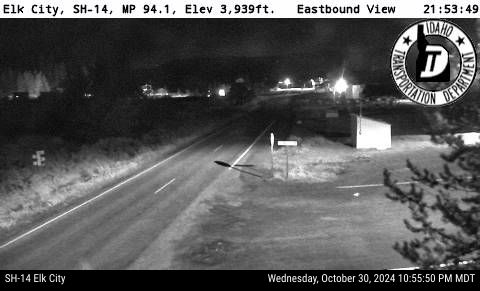 Elk City, SH-14, MP 94.1, Elev 3,939ft. Eastbound View 21:53:49
IDAHO
TRANSPORTATION DEPARTMENT
SH-14 Elk City Wednesday, October 30, 2024 10:55:50 PM MDT